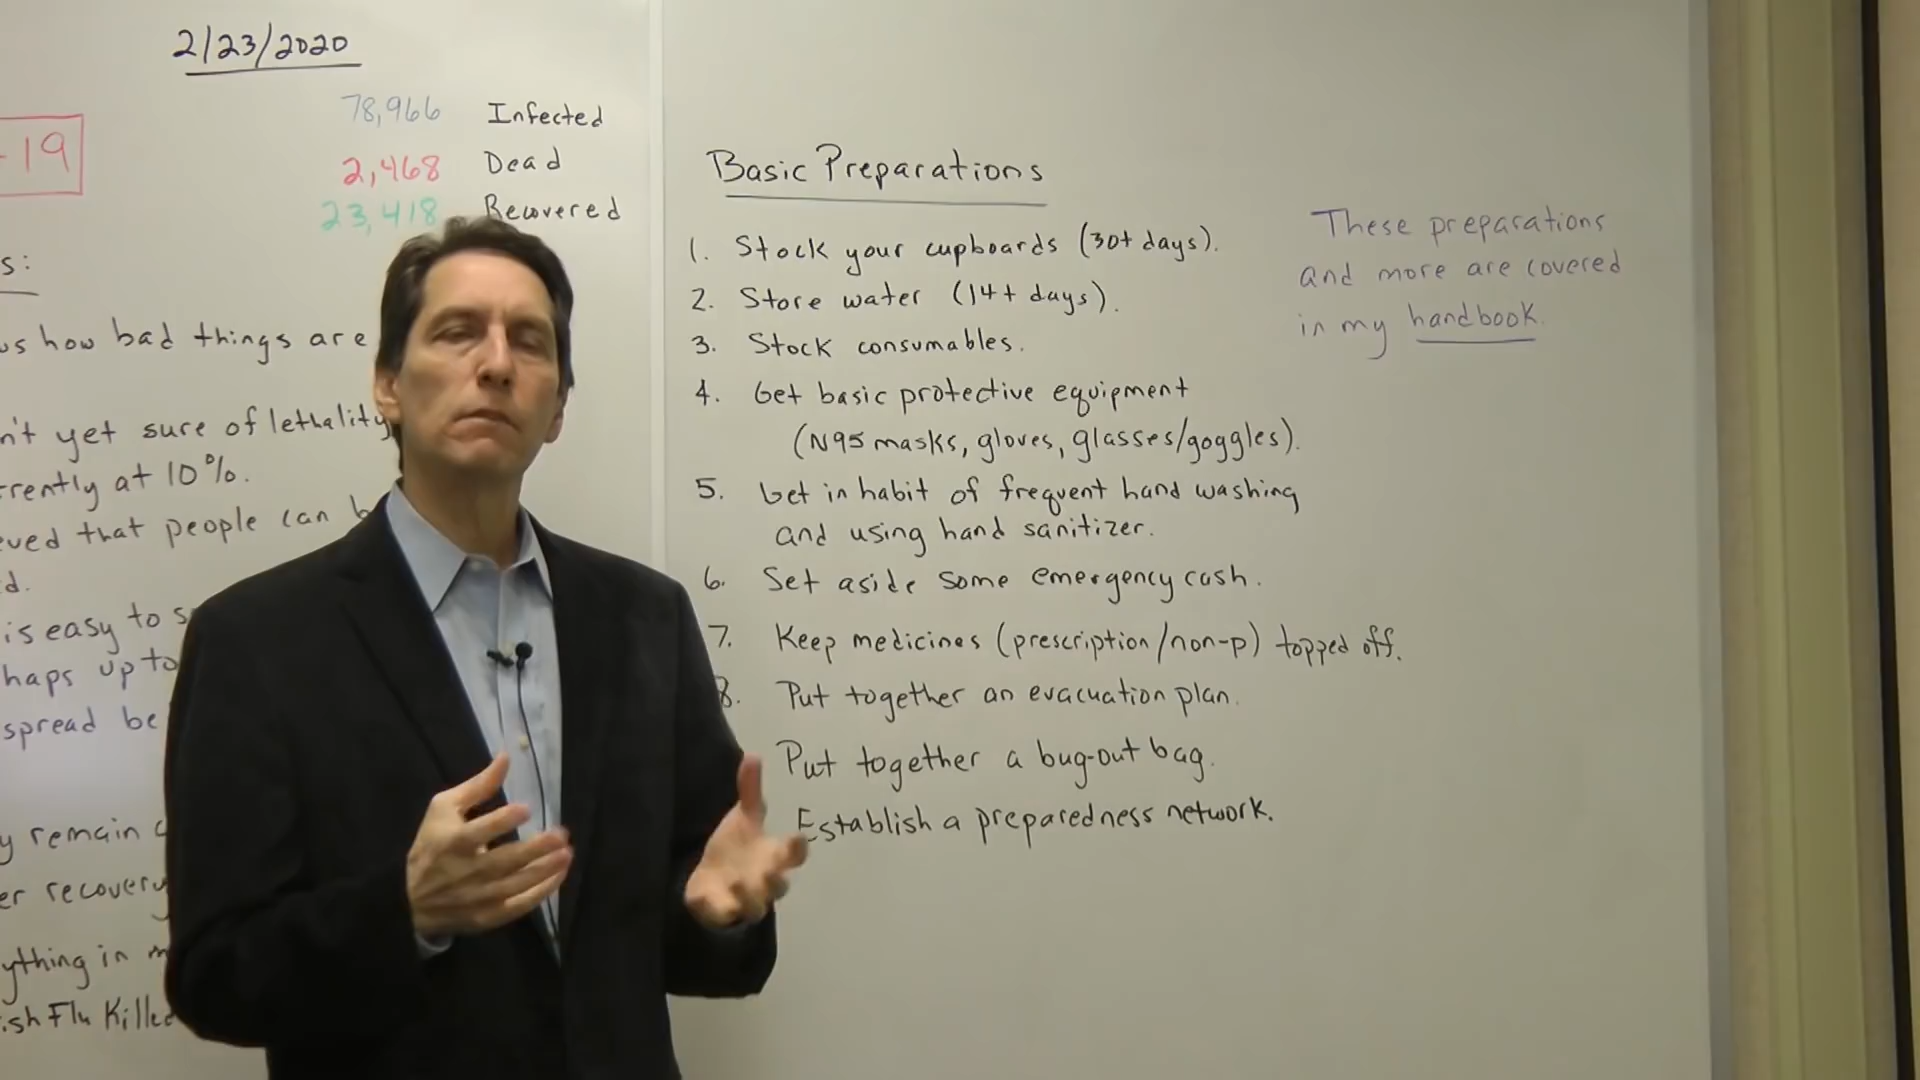 2/23/2020
78,966 Infected
-19
2,468 Dead
23,418 Recovered
s:
us how bad things are
n't yet sure of lethality
rrently at 10%.
eved that people can b
d.
is easy to s
haps up to
spread be
y remain
er recovery
ything in m
ish Flu Kille
Basic Preparations
1. Stock your cupboards (30+ days).
2. Store water (14+ days).
3. Stock consumables.
4. Get basic protective equipment
(N95 masks, gloves, glasses/goggles).
5. Get in habit of frequent hand washing
and using hand sanitizer.
6. Set aside some emergency cash.
7. Keep medicines (prescription/non-p) topped off.
8. Put together an evacuation plan.
Put together a bug-out bag.
Establish a preparedness network.
These preparations
and more are covered
in my handbook.